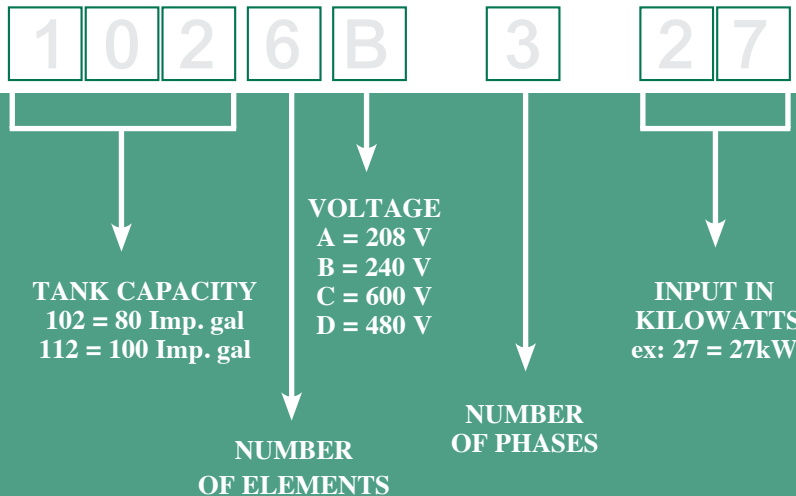 1 0 2 6 B 3 2 7
VOLTAGE
A = 208 V
B = 240 V
C = 600 V
D = 480 V
TANK CAPACITY
102 = 80 Imp. gal
112 = 100 Imp. gal
INPUT IN
KILOWATTS
ex: 27 = 27kW
NUMBER
OF PHASES
NUMBER
OF ELEMENTS